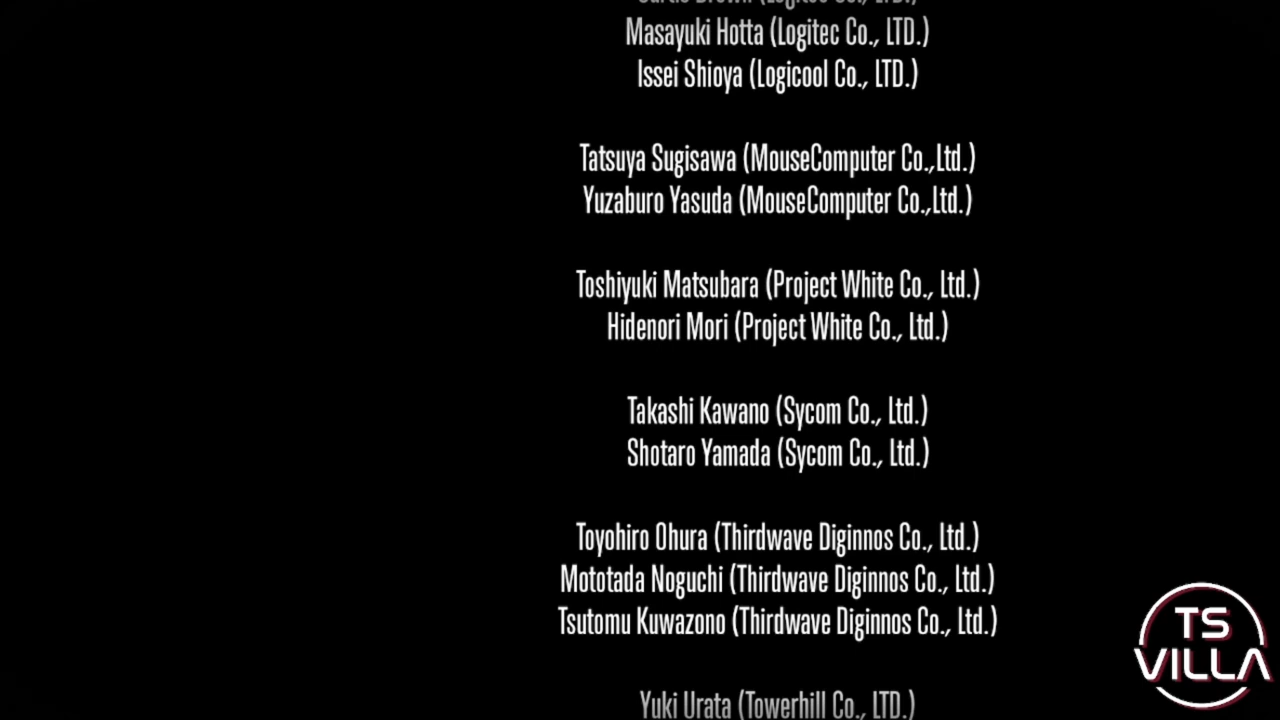 Masayuki Hotta (Logitec Co., LTD.)
Issei Shioya (Logicool Co., LTD.)
Tatsuya Sugisawa (MouseComputer Co.,Ltd.)
Yuzaburo Yasuda (MouseComputer Co.,Ltd.)
Toshiyuki Matsubara (Project White Co., Ltd.)
Hidenori Mori (Project White Co., Ltd.)
Takashi Kawano (Sycom Co., Ltd.)
Shotaro Yamada (Sycom Co., Ltd.)
Toyohiro Ohura (Thirdwave Diginnos Co., Ltd.)
Mototada Noguchi (Thirdwave Diginnos Co., Ltd.)
Tsutomu Kuwazono (Thirdwave Diginnos Co., Ltd.)
Yuki Urata (Towerhill Co., LTD.)
TS
VILLA